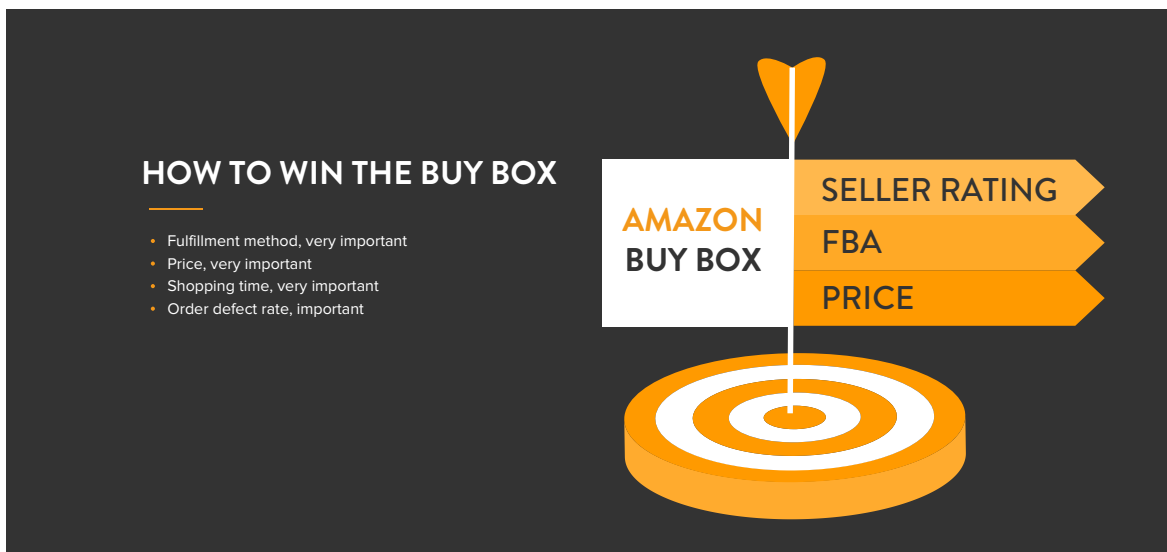 HOW TO WIN THE BUY BOX
• Fulfillment method, very important
• Price, very important
• Shopping time, very important
• Order defect rate, important
AMAZON
BUY BOX
SELLER RATING
FBA
PRICE